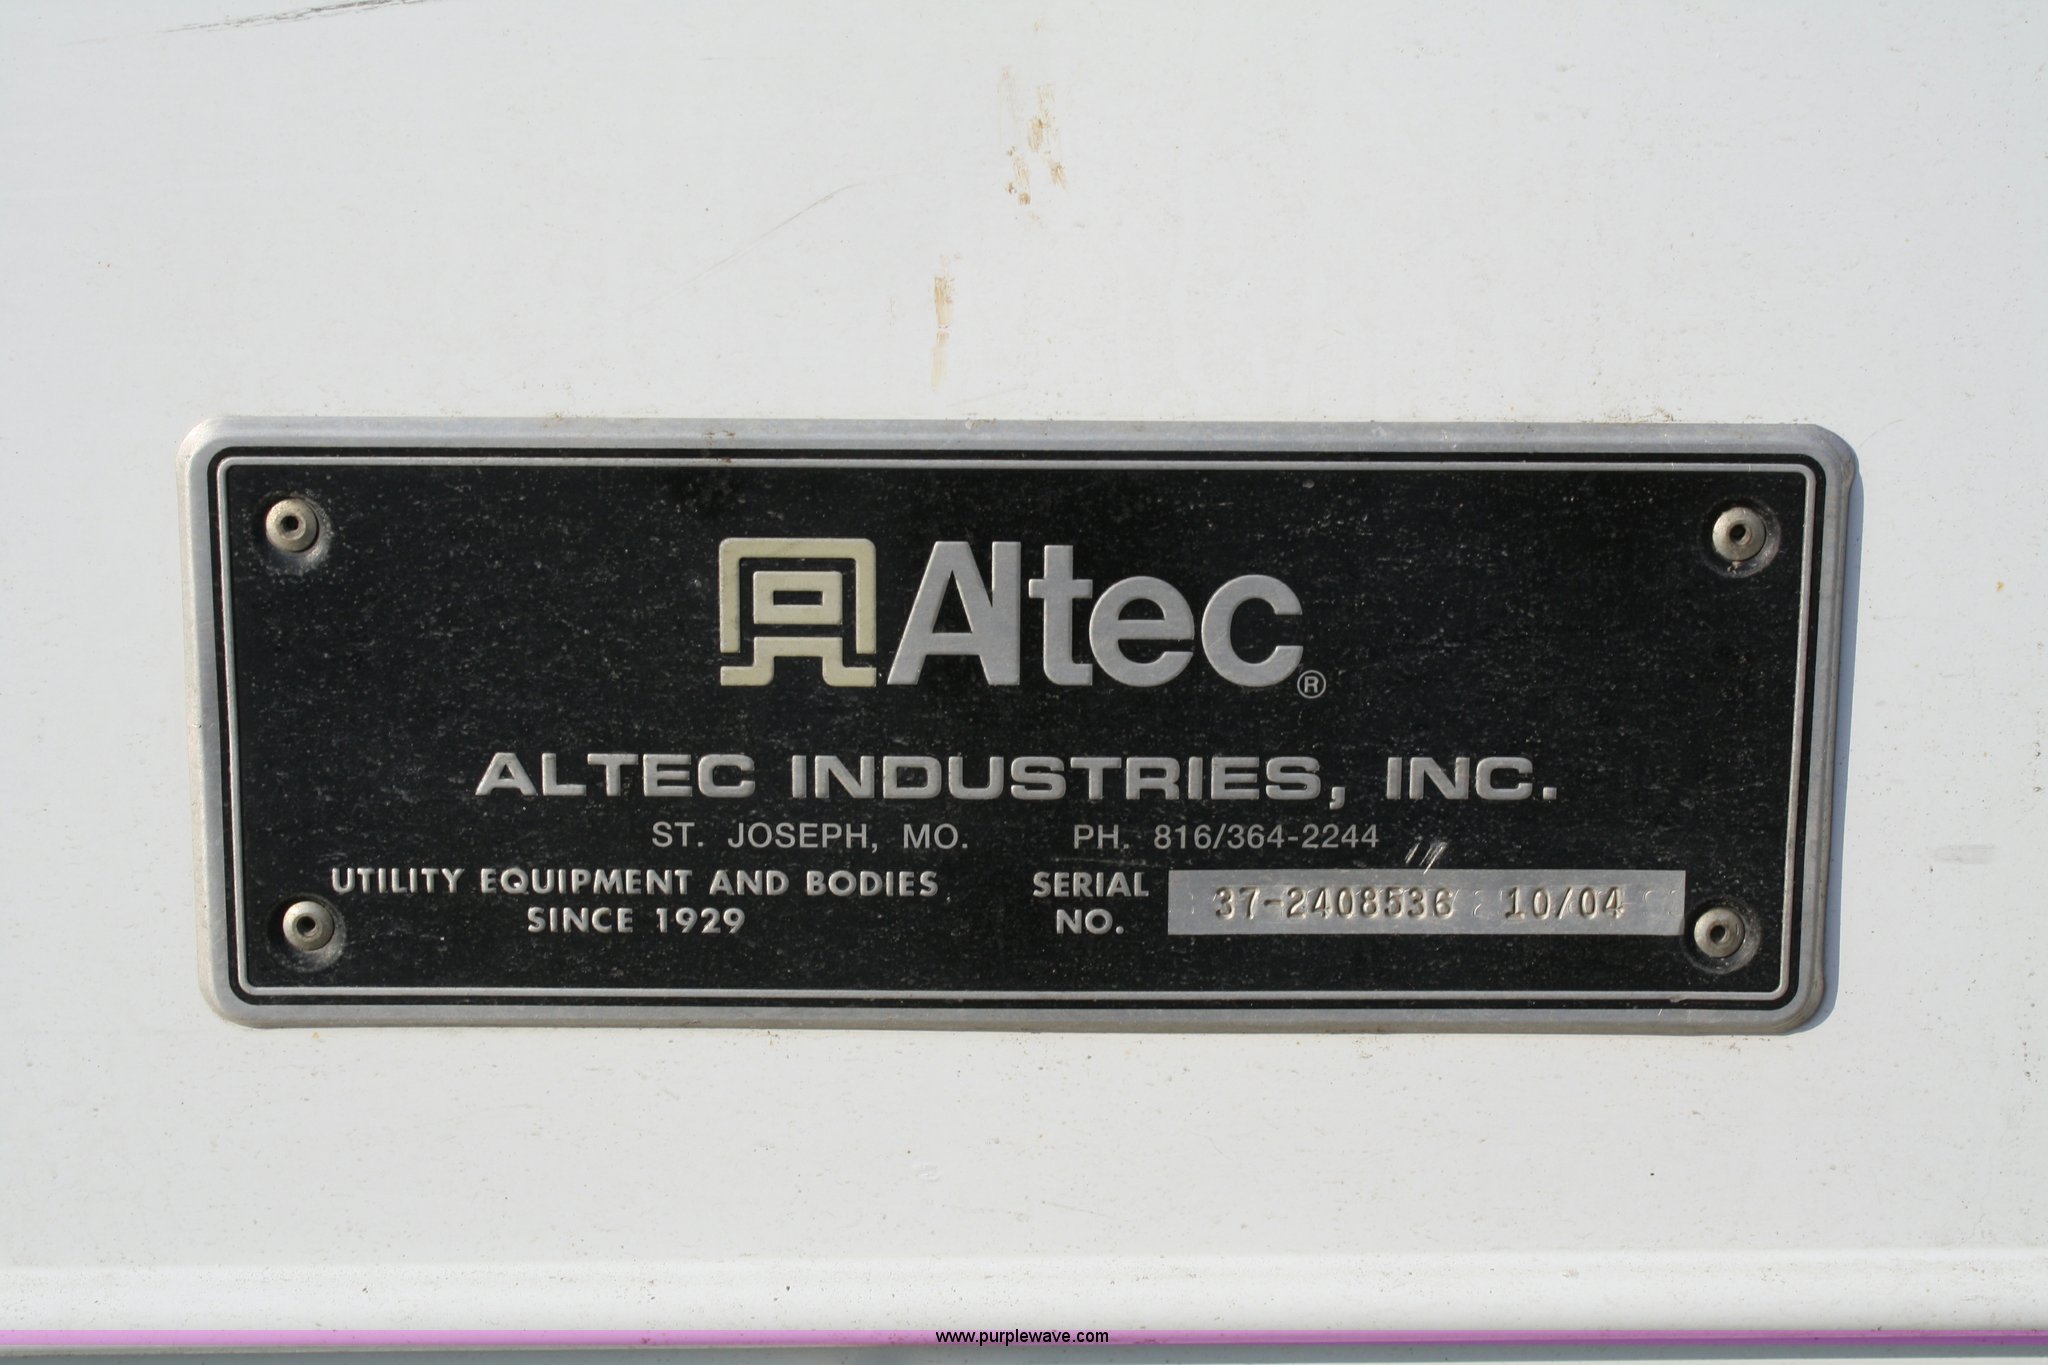 Altec®
ALTEC INDUSTRIES, INC.
ST. JOSEPH, MO. PH. 816/364-2244
UTILITY EQUIPMENT AND BODIES
SINCE 1929
SERIAL
NO.
37-2408536 10/04
www.purplewave.com